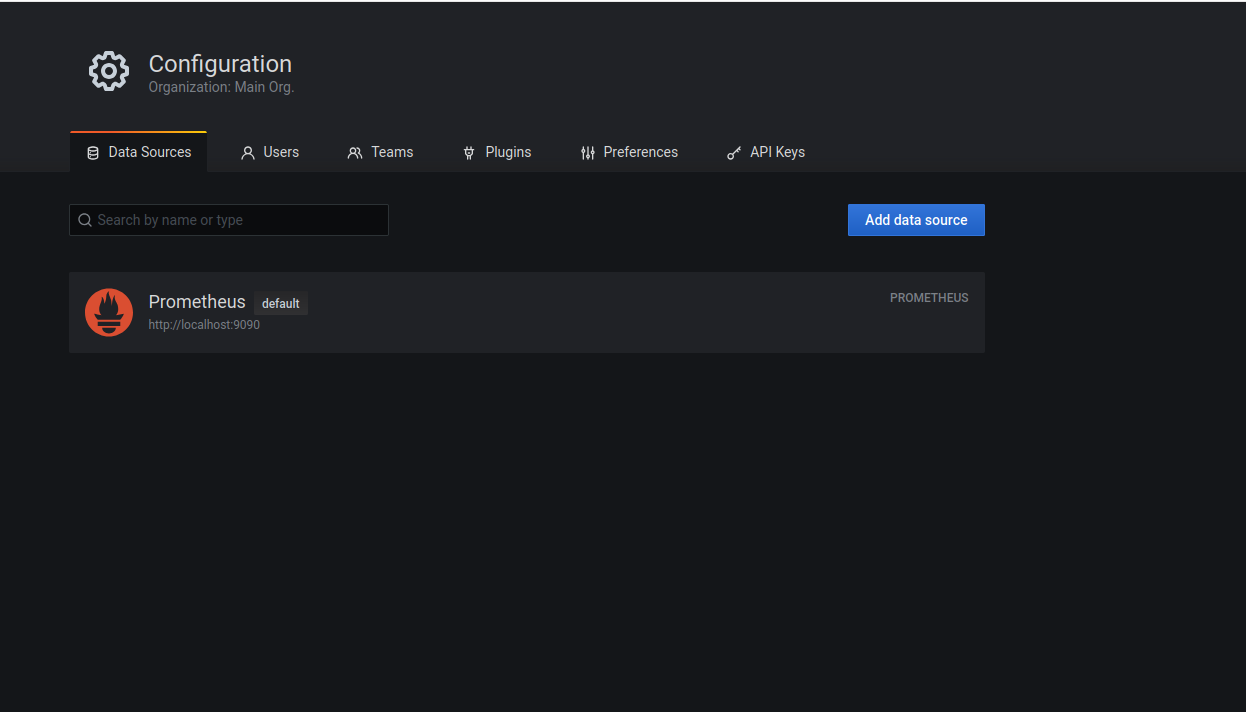 Configuration
Organization: Main Org.
Data Sources Users Teams Plugins Preferences API Keys
Search by name or type Add data source
Prometheus default PROMETHEUS
http://localhost:9090